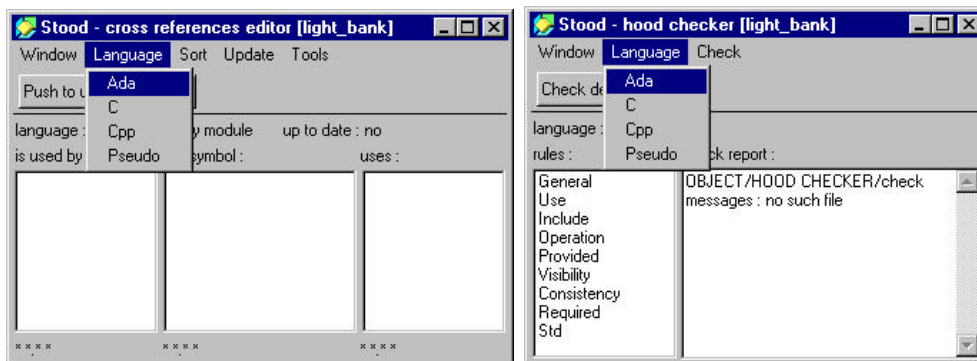 Stood - cross references editor [light_bank]
Window Language Sort Update Tools
Push to u
Ada
C
Cpp
Pseudo
language : y module up to date : no
is used by symbol : uses :
**** **** ****
Stood - hood checker [light_bank]
Window Language Check
Check de
Ada
C
Cpp
Pseudo
language :
rules : ck report :
General
Use
Include
Operation
Provided
Visibility
Consistency
Required
Std
OBJECT/HOOD CHECKER/check
messages : no such file